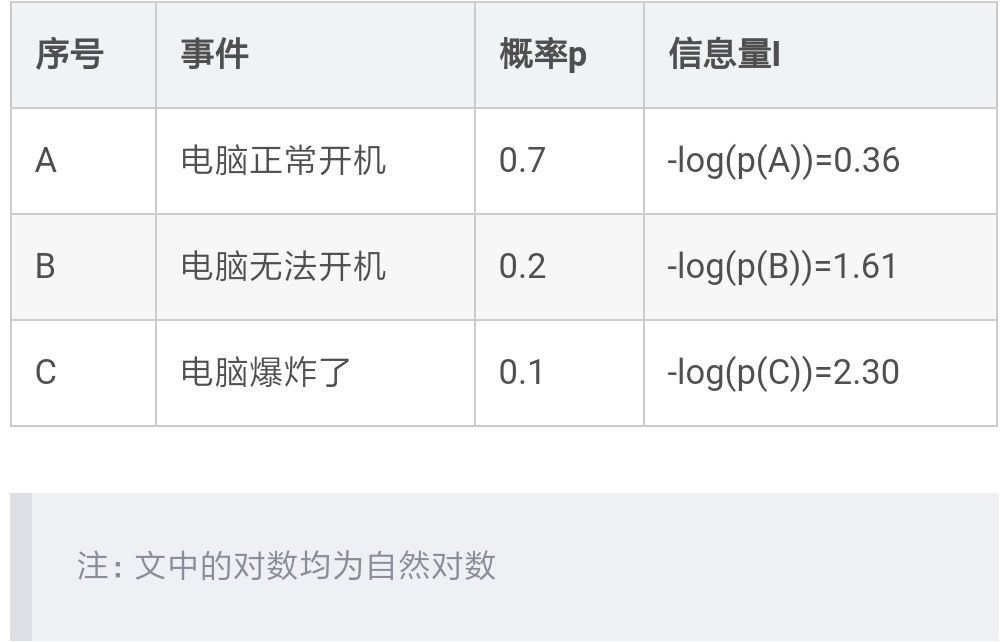 序号 事件 概率p 信息量I
A 电脑正常开机 0.7 -log(p(A))=0.36
B 电脑无法开机 0.2 -log(p(B))=1.61
C 电脑爆炸了 0.1 -log(p(C))=2.30
注: 文中的对数均为自然对数